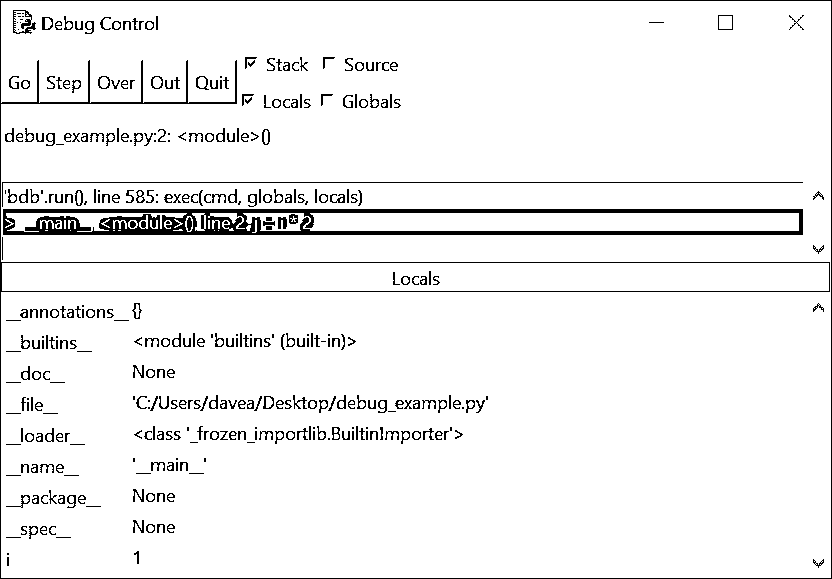 Debug Control
Go Step Over Out Quit
Stack Source
Locals Globals
debug_example.py:2: <module>()
'bdb'.run(), line 585: exec(cmd, globals, locals)
> __main__.<module>() line 2: = n * 2
Locals
__annotations__ {}
__builtins__ <module 'builtins' (built-in)>
__doc__ None
__file__ 'C:/Users/davea/Desktop/debug_example.py'
__loader__ <class '_frozen_importlib.BuiltinImporter'>
__name__ '__main__'
__package__ None
__spec__ None
i 1